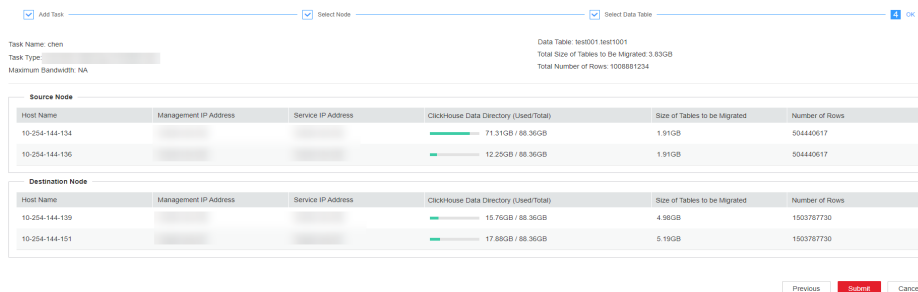 Add Task
Select Node
Select Data Table
4 OK
Task Name: chen
Task Type:
Maximum Bandwidth: NA
Data Table: test001.test1001
Total Size of Tables to Be Migrated: 3.83GB
Total Number of Rows: 1008881234
Source Node
Host Name Management IP Address Service IP Address ClickHouse Data Directory (Used/Total) Size of Tables to be Migrated Number of Rows
10-254-144-134 71.31GB / 88.36GB 1.91GB 504440617
10-254-144-136 12.25GB / 88.36GB 1.91GB 504440617
Destination Node
Host Name Management IP Address Service IP Address ClickHouse Data Directory (Used/Total) Size of Tables to be Migrated Number of Rows
10-254-144-139 15.76GB / 88.36GB 4.98GB 1503787730
10-254-144-151 17.88GB / 88.36GB 5.19GB 1503787730
Previous Submit Cance